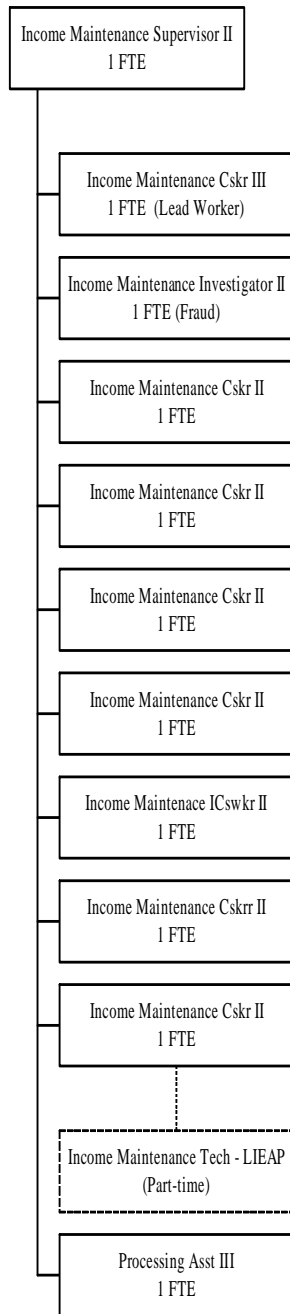 Income Maintenance Supervisor II
1 FTE
Income Maintenance Cskr III
1 FTE (Lead Worker)
Income Maintenance Investigator II
1 FTE (Fraud)
Income Maintenance Cskr II
1 FTE
Income Maintenance Cskr II
1 FTE
Income Maintenance Cskr II
1 FTE
Income Maintenance Cskr II
1 FTE
Income Maintenace ICswkr II
1 FTE
Income Maintenance Cskrr II
1 FTE
Income Maintenance Cskr II
1 FTE
Income Maintenance Tech - LIEAP
(Part-time)
Processing Asst III
1 FTE